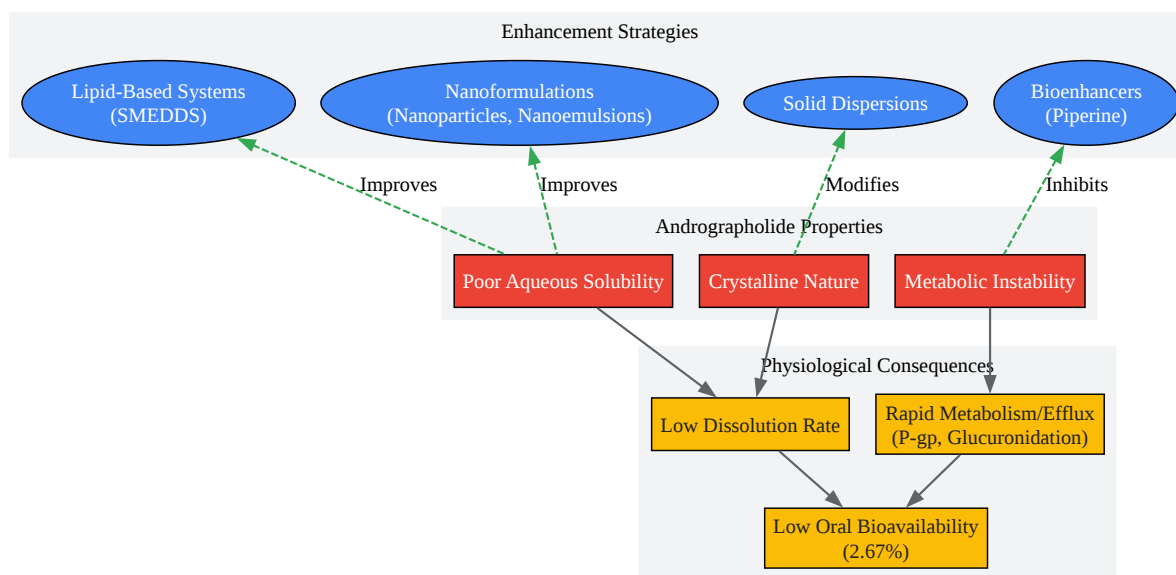 Enhancement Strategies
Lipid-Based Systems
(SMEDDS)
Nanoformulations
(Nanoparticles, Nanoemulsions)
Solid Dispersions
Bioenhancers
(Piperine)
Improves
Improves
Modifies
Inhibits
Andrographolide Properties
Poor Aqueous Solubility
Crystalline Nature
Metabolic Instability
Physiological Consequences
Low Dissolution Rate
Rapid Metabolism/Efflux
(P-gp, Glucuronidation)
Low Oral Bioavailability
(2.67%)